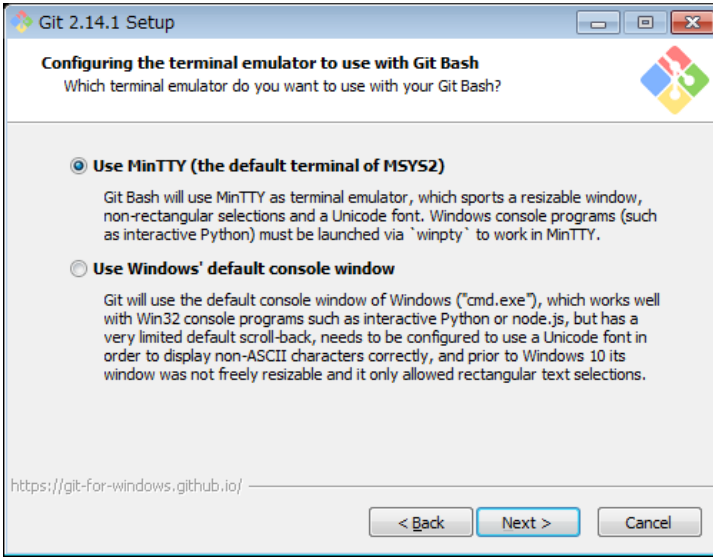 Git 2.14.1 Setup
Configuring the terminal emulator to use with Git Bash
Which terminal emulator do you want to use with your Git Bash?
Use MinTTY (the default terminal of MSYS2)
Git Bash will use MinTTY as terminal emulator, which sports a resizable window,
non-rectangular selections and a Unicode font. Windows console programs (such
as interactive Python) must be launched via `winpty` to work in MinTTY.
Use Windows' default console window
Git will use the default console window of Windows ("cmd.exe"), which works well
with Win32 console programs such as interactive Python or node.js, but has a
very limited default scroll-back, needs to be configured to use a Unicode font in
order to display non-ASCII characters correctly, and prior to Windows 10 its
window was not freely resizable and it only allowed rectangular text selections.
https://git-for-windows.github.io/
< Back
Next >
Cancel